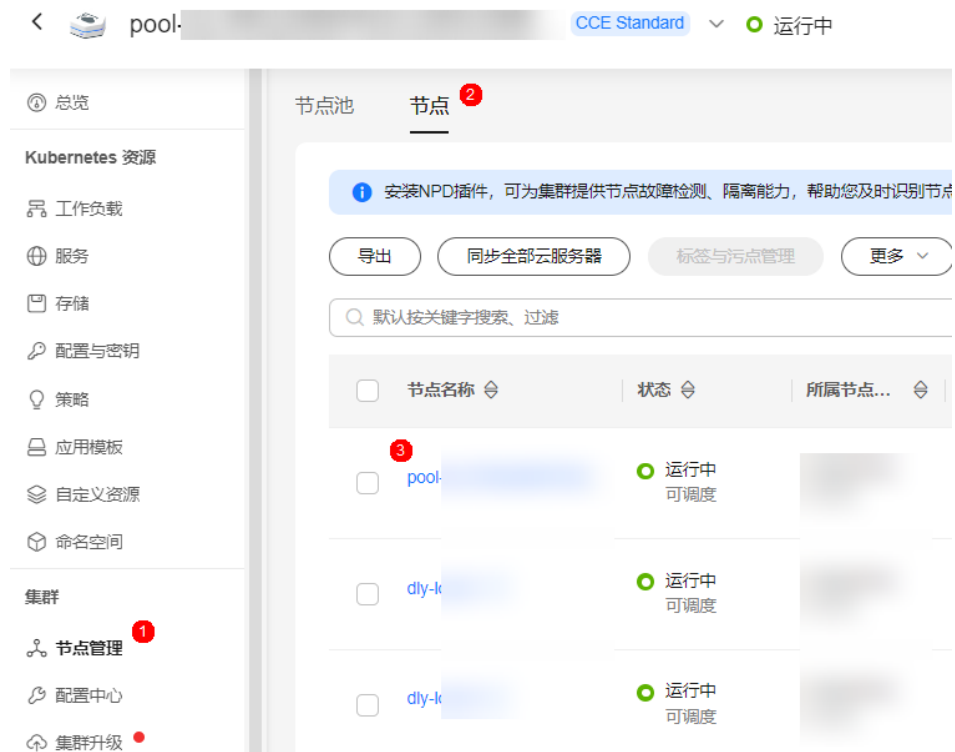 pool- CCE Standard 运行中
总览
Kubernetes 资源
工作负载
服务
存储
配置与密钥
策略
应用模板
自定义资源
命名空间
集群
节点管理 1
配置中心
集群升级
节点池 节点 2
安装NPD插件，可为集群提供节点故障检测、隔离能力，帮助您及时识别节点
导出 同步全部云服务器 标签与污点管理 更多
默认按关键字搜索、过滤
节点名称 状态 所属节点...
3
pool- 运行中
可调度
dly- 运行中
可调度
dly- 运行中
可调度